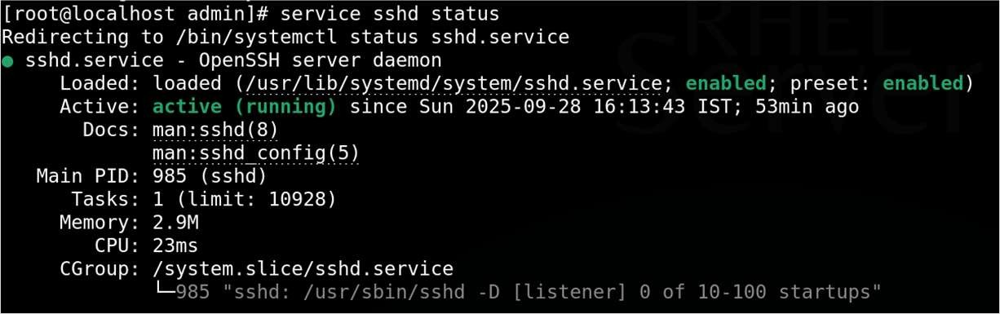 [root@localhost admin]# service sshd status
Redirecting to /bin/systemctl status sshd.service
● sshd.service - OpenSSH server daemon
     Loaded: loaded (/usr/lib/systemd/system/sshd.service; enabled; preset: enabled)
     Active: active (running) since Sun 2025-09-28 16:13:43 IST; 53min ago
       Docs: man:sshd(8)
             man:sshd_config(5)
   Main PID: 985 (sshd)
      Tasks: 1 (limit: 10928)
     Memory: 2.9M
        CPU: 23ms
     CGroup: /system.slice/sshd.service
             └─985 "sshd: /usr/sbin/sshd -D [listener] 0 of 10-100 startups"
RHEL
Server